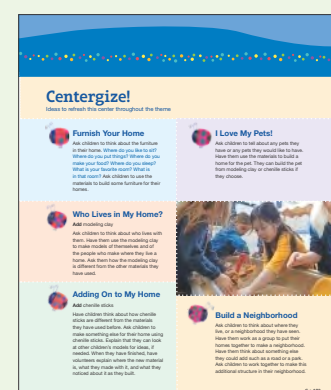 Centergize!
Ideas to refresh this center throughout the theme
Furnish Your Home
Ask children to think about the furniture
in their home. Where do you like to sit?
Where do you put things? Where do you
make your food? Where do you sleep?
What is your favorite room? What is
in that room? Ask children to use the
materials to build some furniture for their
homes.
I Love My Pets!
Ask children to tell about any pets they
have or any pets they would like to have.
Have them use the materials to build a
home for the pet. They can build the pet
from modeling clay or chenille sticks if
they choose.
Who Lives in My Home?
Add modeling clay
Ask children to think about who lives with
them. Have them use the modeling clay
to make models of themselves and of
the people who make where they live a
home. Ask them how the modeling clay
is different from the other materials they
have used.
Adding On to My Home
Add chenille sticks
Have children think about how chenille
sticks are different from the materials
they have used before. Ask children to
make something else for their home using
chenille sticks. Explain that they can look
at other children's models for ideas, if
needed. When they have finished, have
volunteers explain where the new material
is, what they made with it, and what they
noticed about it as they built.
Build a Neighborhood
Ask children to think about where they
live, or a neighborhood they have seen.
Have them work as a group to put their
homes together to make a neighborhood.
Have them think about something else
they could add such as a road or a park.
Ask children to work together to make this
additional structure in their neighborhood.